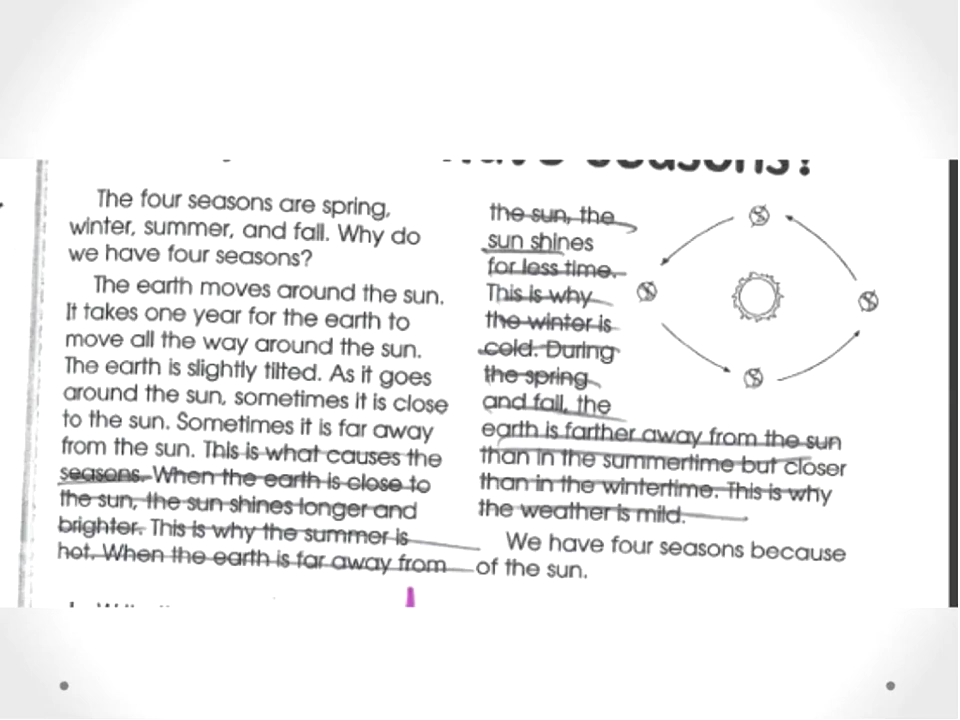 seasons?
The four seasons are spring,
winter, summer, and fall. Why do
we have four seasons?
The earth moves around the sun.
It takes one year for the earth to
move all the way around the sun.
The earth is slightly tilted. As it goes
around the sun, sometimes it is close
to the sun. Sometimes it is far away
from the sun. This is what causes the
seasons. When the earth is close to
the sun, the sun shines longer and
brighter. This is why the summer is
hot. When the earth is far away from
the sun, the
sun shines
for less time.
This is why
the winter is
cold. During
the spring
and fall, the
earth is farther away from the sun
than in the summertime but closer
than in the wintertime. This is why
the weather is mild.
We have four seasons because
of the sun.